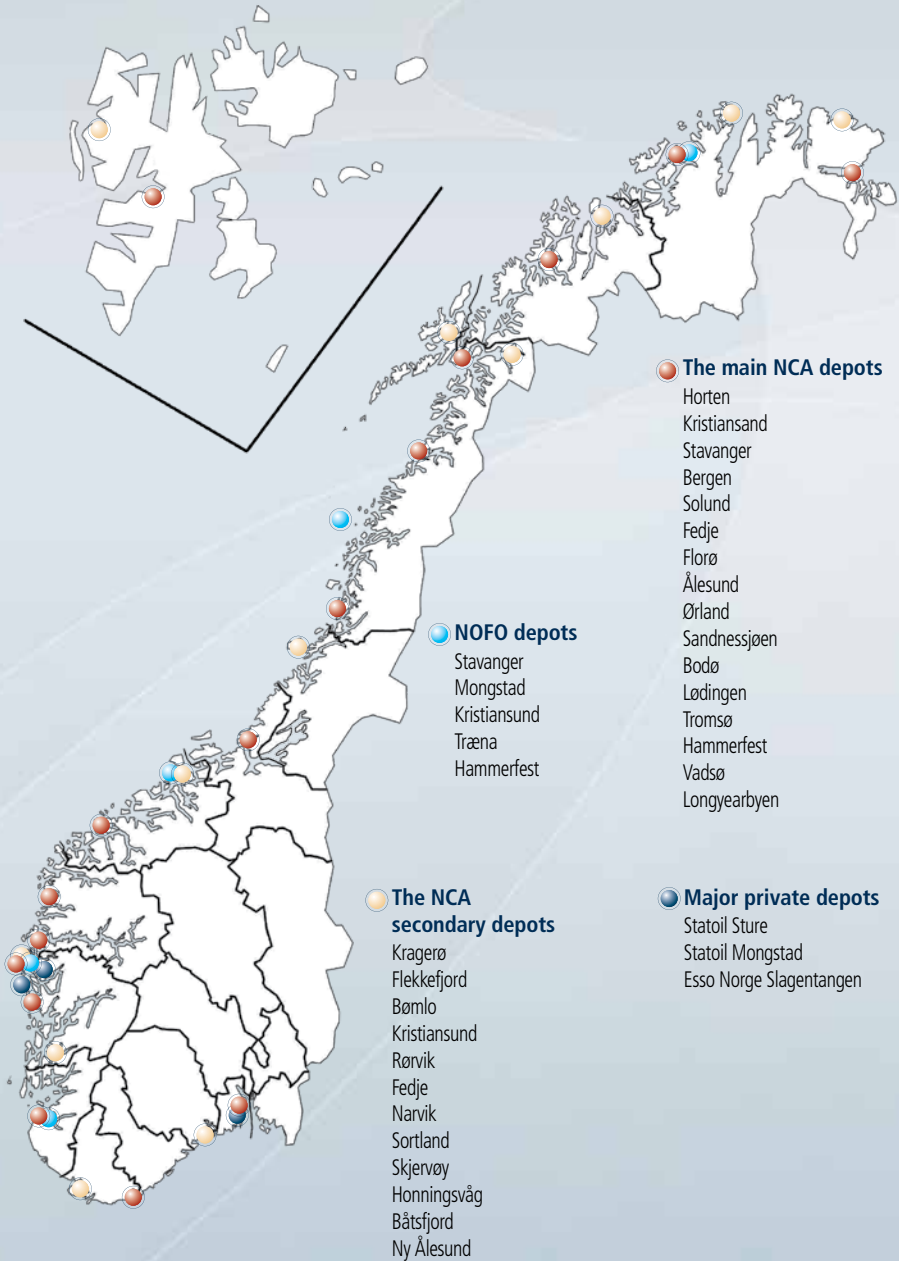 The main NCA depots
Horten
Kristiansand
Stavanger
Bergen
Solund
Fedje
Florø
Ålesund
Ørland
Sandnessjøen
Bodø
Lødingen
Tromsø
Hammerfest
Vadsø
Longyearbyen
NOFO depots
Stavanger
Mongstad
Kristiansund
Træna
Hammerfest
The NCA
secondary depots
Kragerø
Flekkefjord
Bømlo
Kristiansund
Rørvik
Fedje
Narvik
Sortland
Skjervøy
Honningsvåg
Båtsfjord
Ny Ålesund
Major private depots
Statoil Sture
Statoil Mongstad
Esso Norge Slagentangen